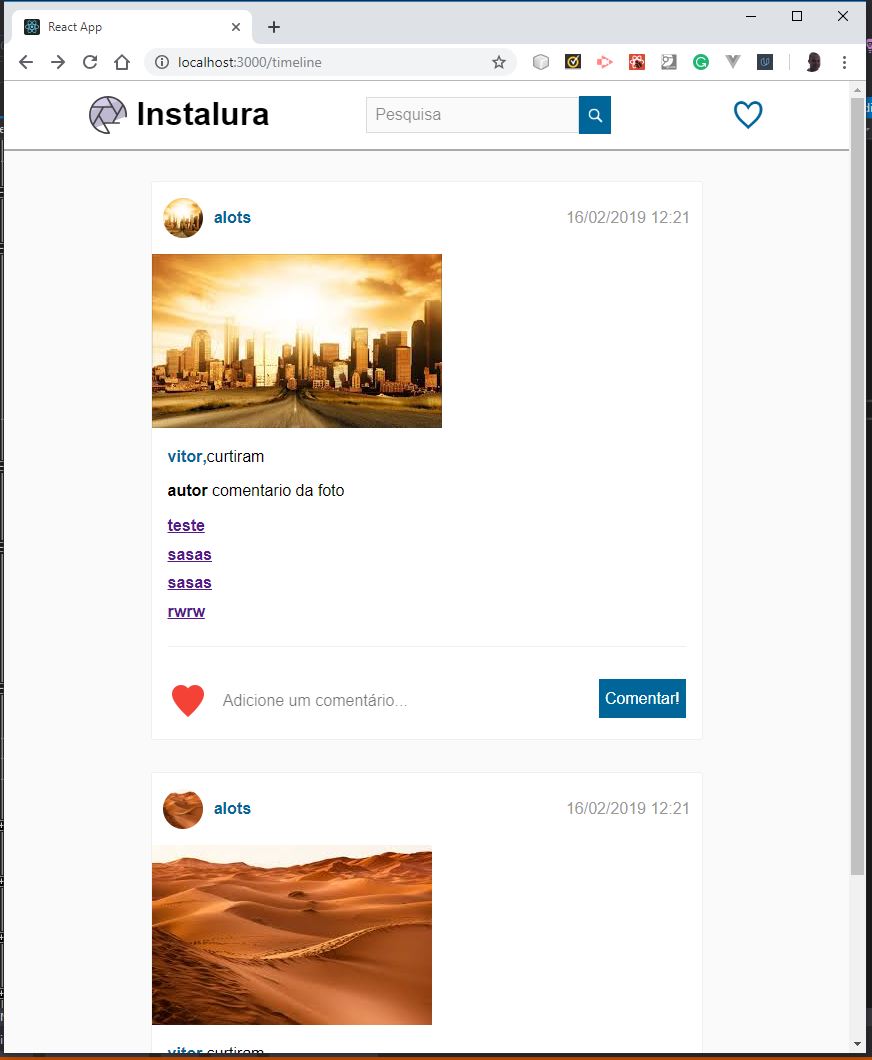 React App
localhost:3000/timeline
Instalura
Pesquisa
alots
16/02/2019 12:21
vitor,curtiram
autor comentario da foto
teste
sasas
sasas
rwrw
Adicione um comentário...
Comentar!
alots
16/02/2019 12:21
vitor,curtiram